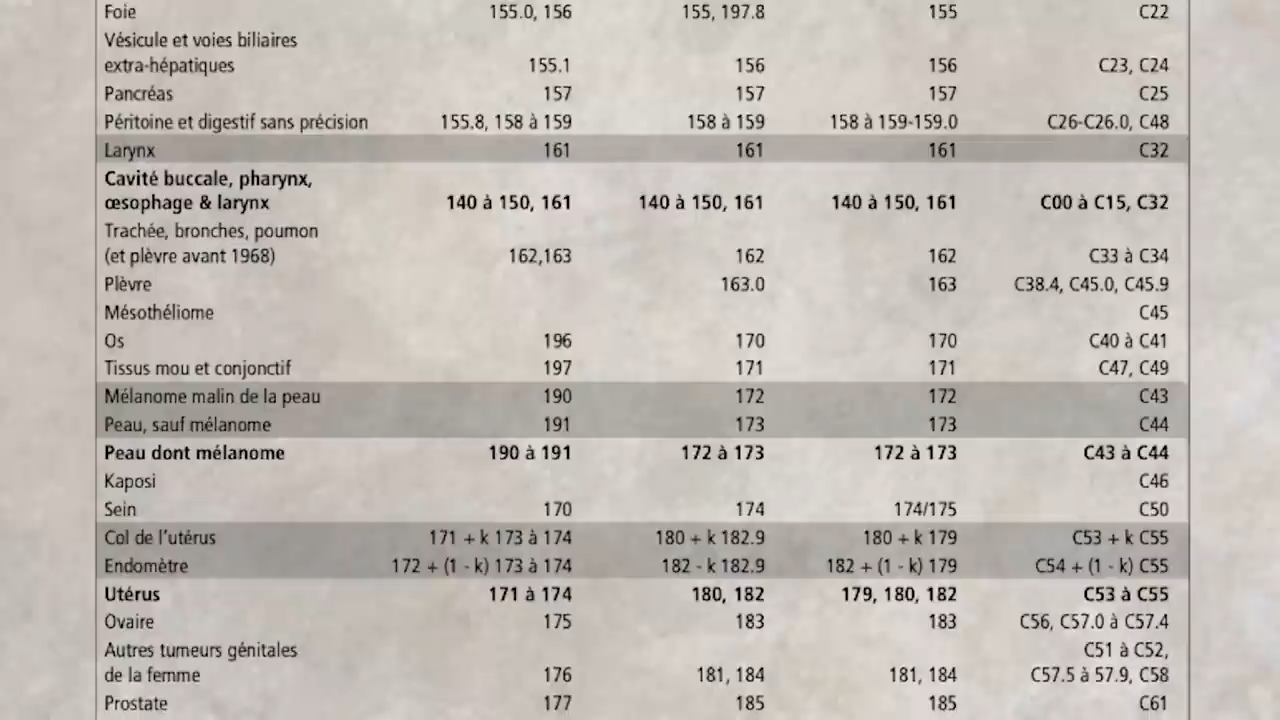 Foie 155.0, 156 155, 197.8 155 C22
Vésicule et voies biliaires
extra-hépatiques 155.1 156 156 C23, C24
Pancréas 157 157 157 C25
Péritoine et digestif sans précision 155.8, 158 à 159 158 à 159 158 à 159-159.0 C26-C26.0, C48
Larynx 161 161 161 C32
Cavité buccale, pharynx,
œsophage & larynx 140 à 150, 161 140 à 150, 161 140 à 150, 161 C00 à C15, C32
Trachée, bronches, poumon
(et plèvre avant 1968) 162,163 162 162 C33 à C34
Plèvre 163.0 163 C38.4, C45.0, C45.9
Mésothéliome C45
Os 196 170 170 C40 à C41
Tissus mou et conjonctif 197 171 171 C47, C49
Mélanome malin de la peau 190 172 172 C43
Peau, sauf mélanome 191 173 173 C44
Peau dont mélanome 190 à 191 172 à 173 172 à 173 C43 à C44
Kaposi C46
Sein 170 174 174/175 C50
Col de l'utérus 171 + k 173 à 174 180 + k 182.9 180 + k 179 C53 + k C55
Endomètre 172 + (1 - k) 173 à 174 182 - k 182.9 182 + (1 - k) 179 C54 + (1 - k) C55
Utérus 171 à 174 180, 182 179, 180, 182 C53 à C55
Ovaire 175 183 183 C56, C57.0 à C57.4
Autres tumeurs génitales C51 à C52,
de la femme 176 181, 184 181, 184 C57.5 à 57.9, C58
Prostate 177 185 185 C61